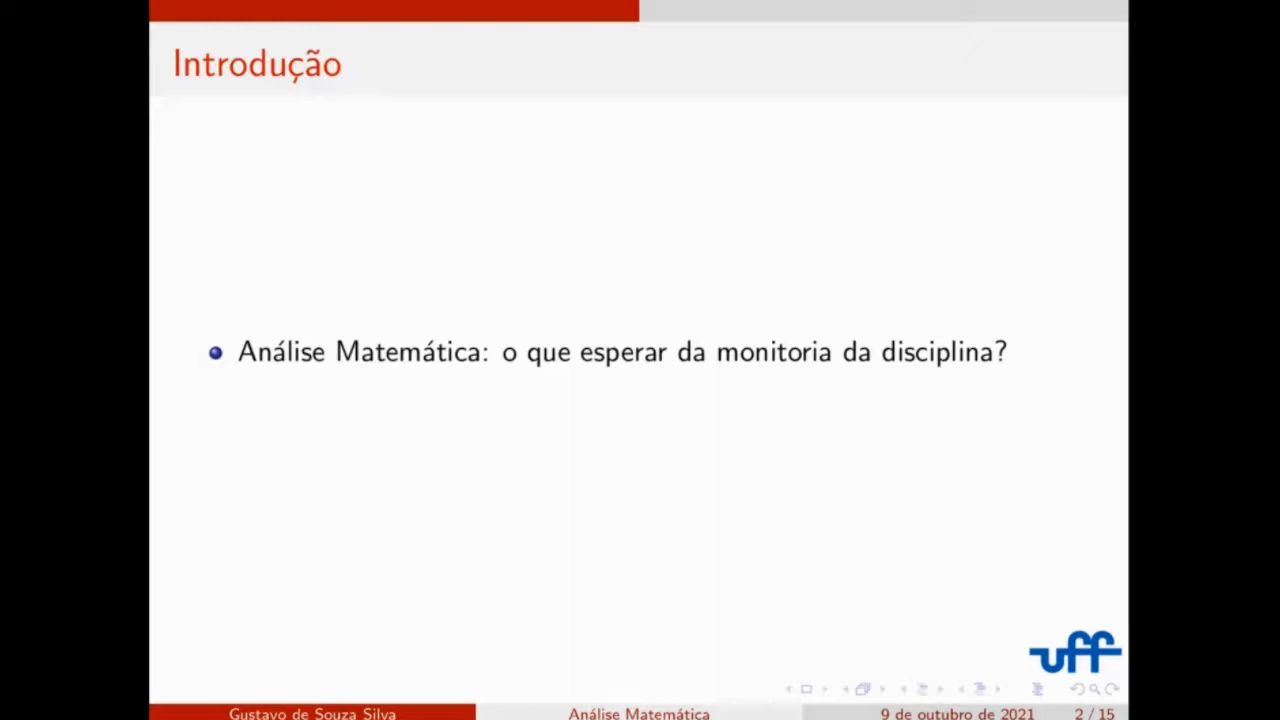 Introdução
Análise Matemática: o que esperar da monitoria da disciplina?
uff
Gustavo de Souza Silva Análise Matemática 9 de outubro de 2021 2 / 15